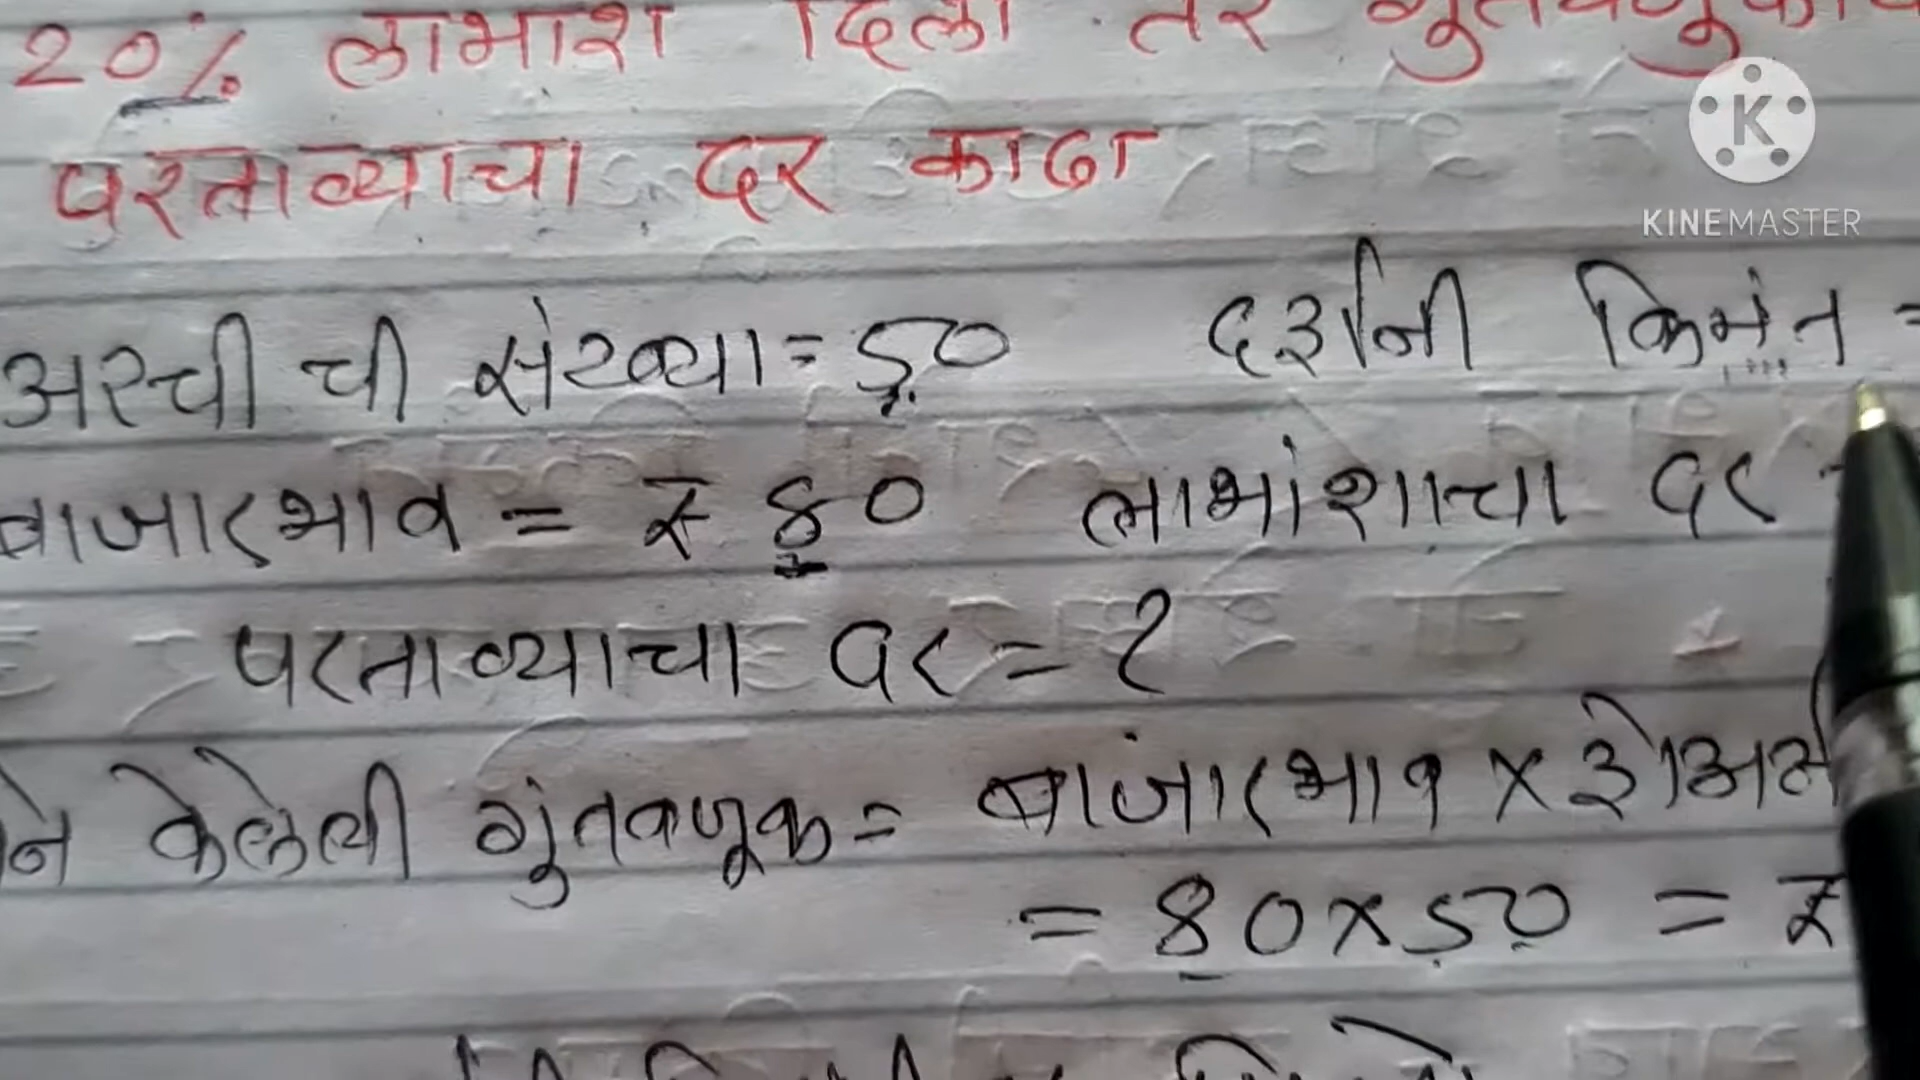 20% लाभांश दिला तर गुंतवणुकीव
परताव्याचा दर काढा
KINEMASTER
शेअर्सची ची संख्या = 50 दर्शनी किमंत =
बाजारभाव = ₹ 80 लाभांशाचा दर
परताव्याचा दर = ?
ने केलेली गुंतवणूक = बाजारभाव × शेअर्स
= 80 × 50 = ₹